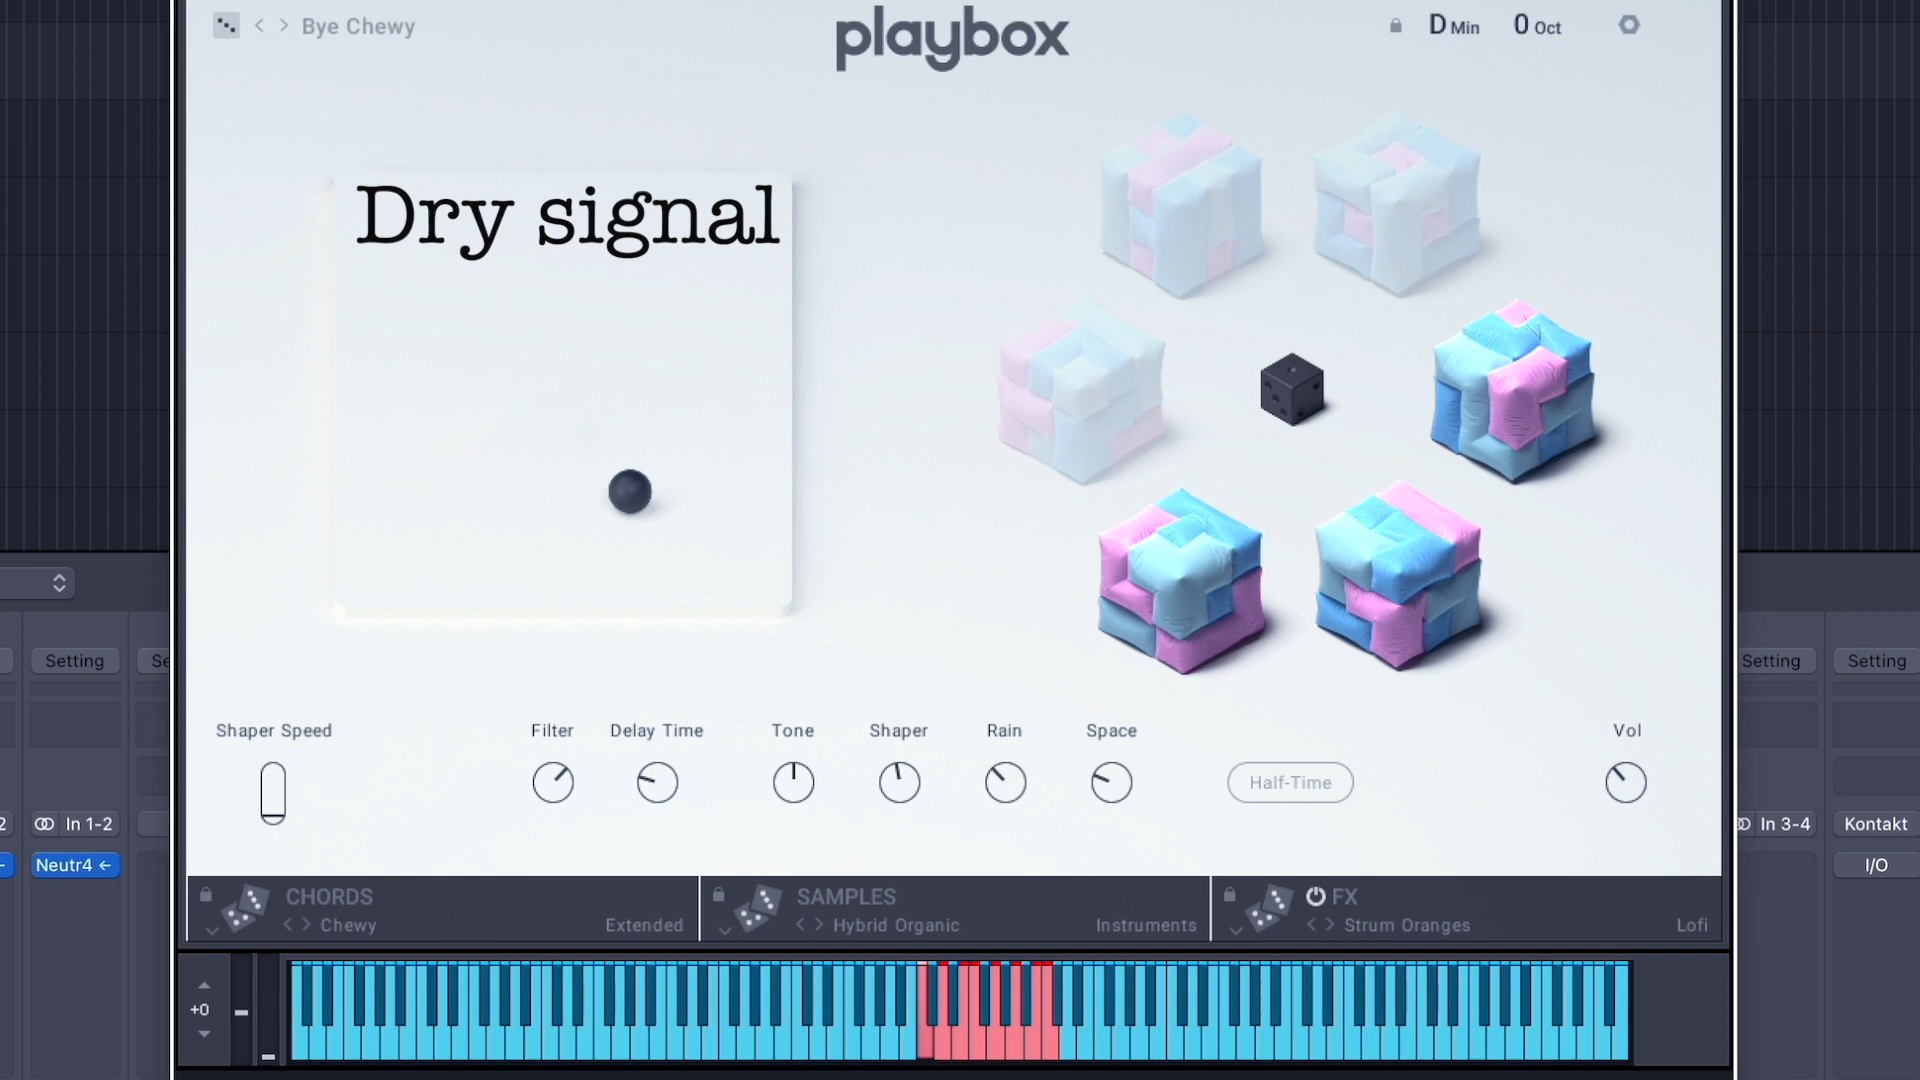 Bye Chewy
playbox
D Min
0 Oct
Dry signal
Shaper Speed
Filter
Delay Time
Tone
Shaper
Rain
Space
Half-Time
Vol
Setting
Setting
Setting
In 1-2
Neutr4
In 3-4
Kontakt
I/O
CHORDS
Chewy
Extended
SAMPLES
Hybrid Organic
Instruments
FX
Strum Oranges
Lofi
+0